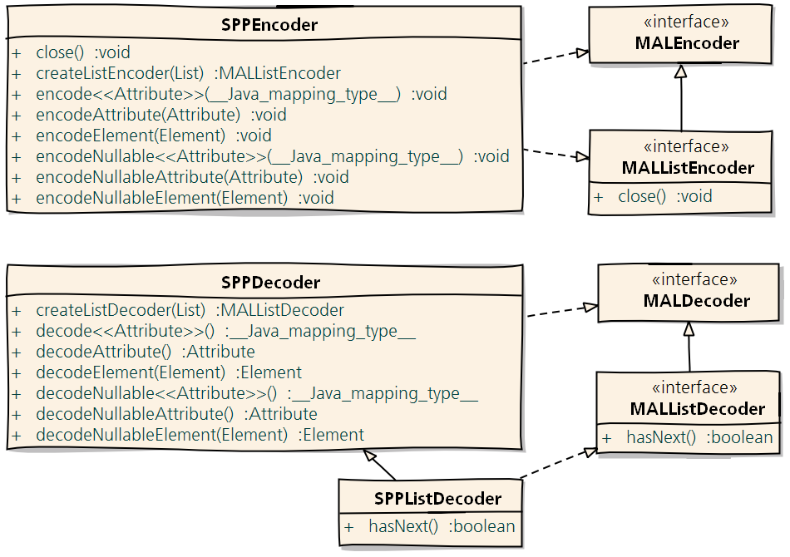 SPPEncoder
+ close() :void
+ createListEncoder(List) :MALListEncoder
+ encode<<Attribute>>(__Java_mapping_type__) :void
+ encodeAttribute(Attribute) :void
+ encodeElement(Element) :void
+ encodeNullable<<Attribute>>(__Java_mapping_type__) :void
+ encodeNullableAttribute(Attribute) :void
+ encodeNullableElement(Element) :void
«interface»
MALEncoder
«interface»
MALListEncoder
+ close() :void
SPPDecoder
+ createListDecoder(List) :MALListDecoder
+ decode<<Attribute>>() :__Java_mapping_type__
+ decodeAttribute() :Attribute
+ decodeElement(Element) :Element
+ decodeNullable<<Attribute>>() :__Java_mapping_type__
+ decodeNullableAttribute() :Attribute
+ decodeNullableElement(Element) :Element
«interface»
MALDecoder
«interface»
MALListDecoder
+ hasNext() :boolean
SPPListDecoder
+ hasNext() :boolean